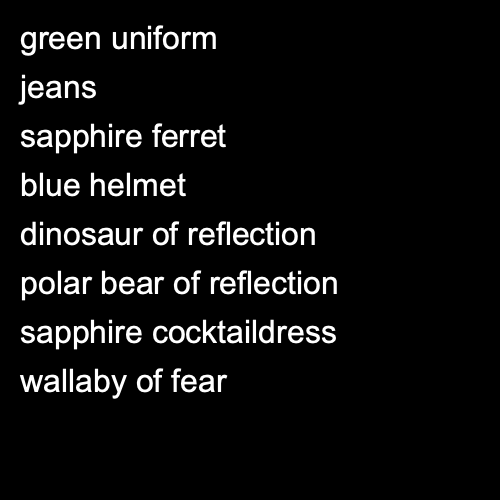 green uniform
jeans
sapphire ferret
blue helmet
dinosaur of reflection
polar bear of reflection
sapphire cocktaildress
wallaby of fear